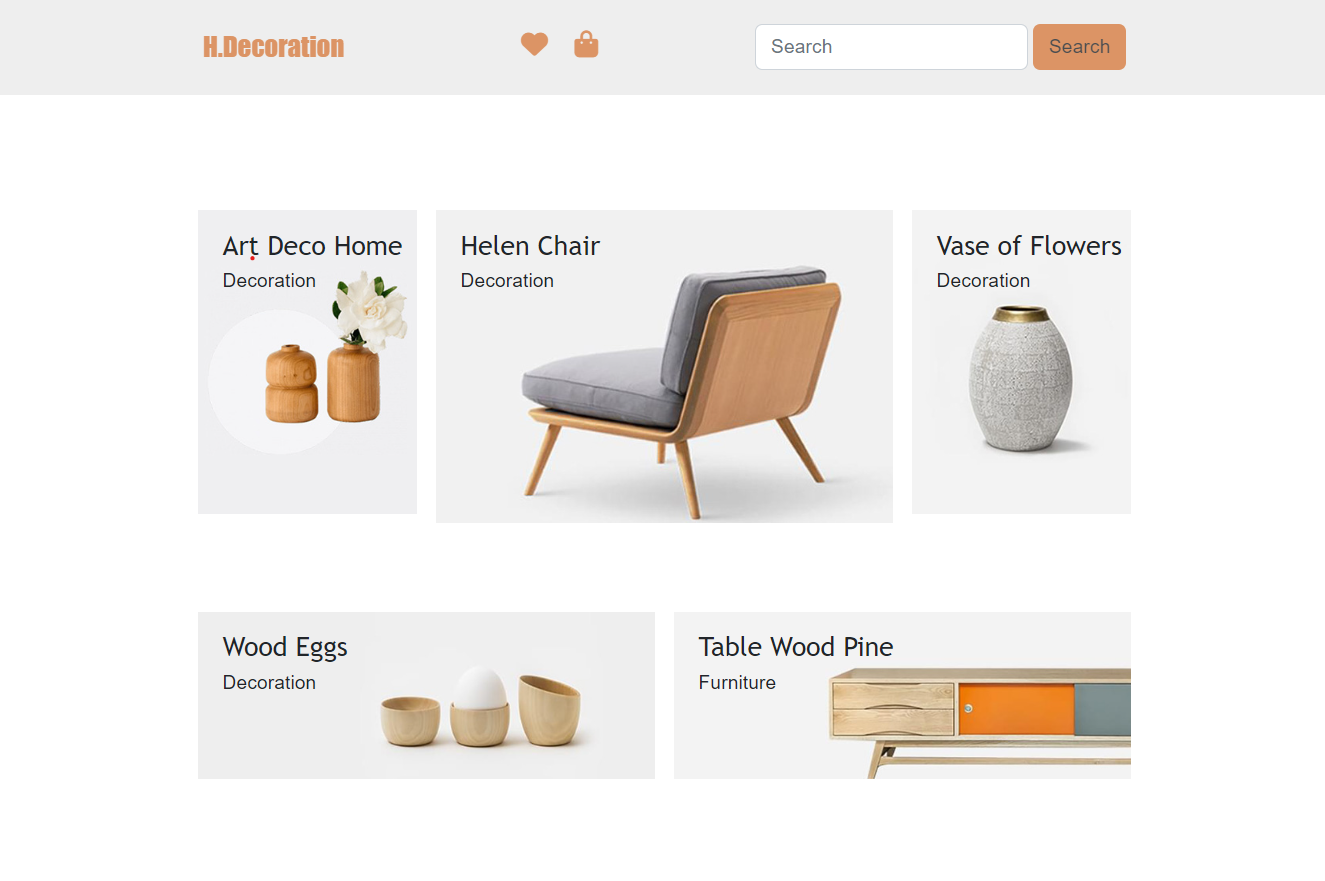 H.Decoration
Search
Search
Art Deco Home
Decoration
Helen Chair
Decoration
Vase of Flowers
Decoration
Wood Eggs
Decoration
Table Wood Pine
Furniture